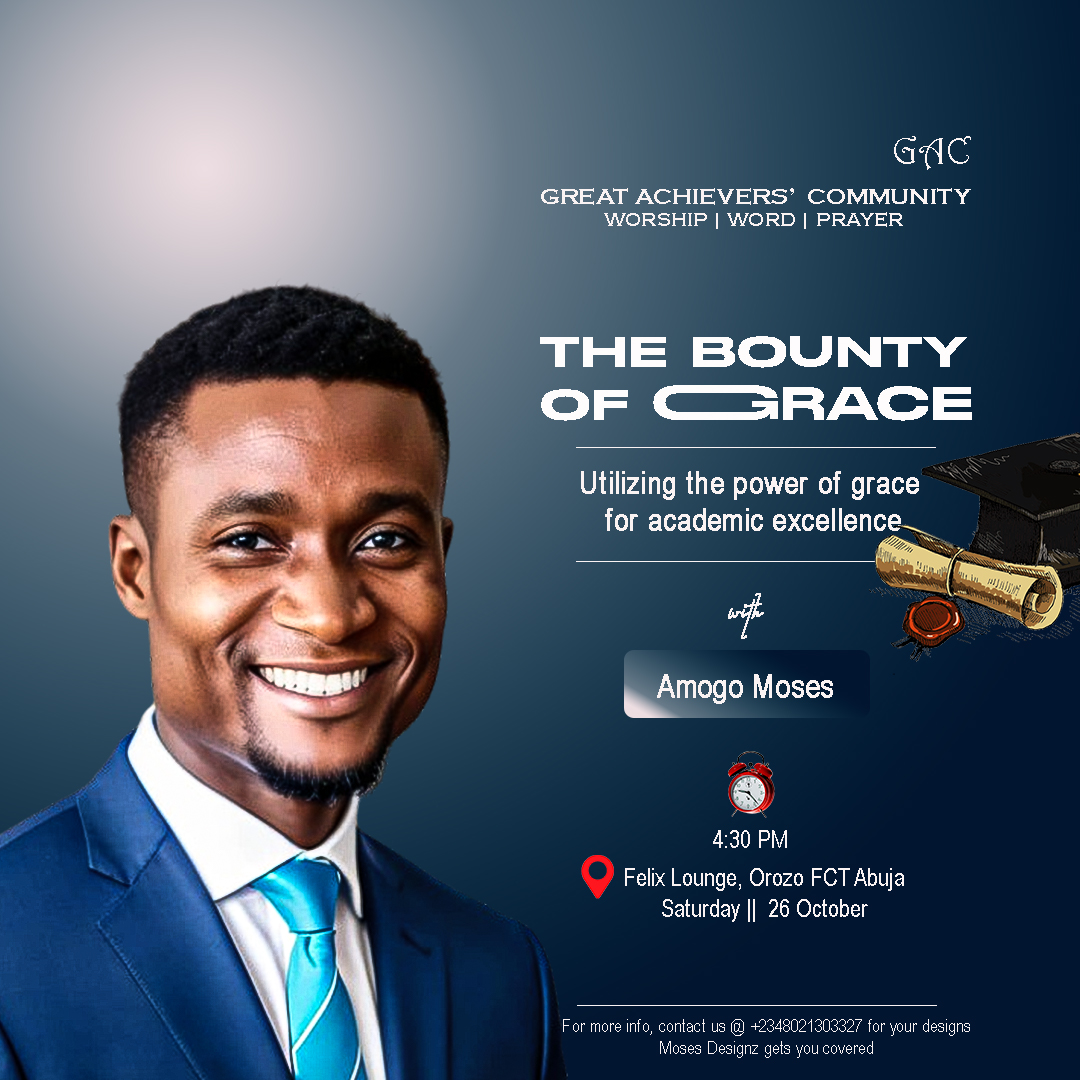 GAC
GREAT ACHIEVERS' COMMUNITY
WORSHIP | WORD | PRAYER
THE BOUNTY
OF GRACE
Utilizing the power of grace
for academic excellence
with
Amogo Moses
4:30 PM
Felix Lounge, Orozo FCT Abuja
Saturday || 26 October
For more info, contact us @ +2348021303327 for your designs
Moses Designz gets you covered